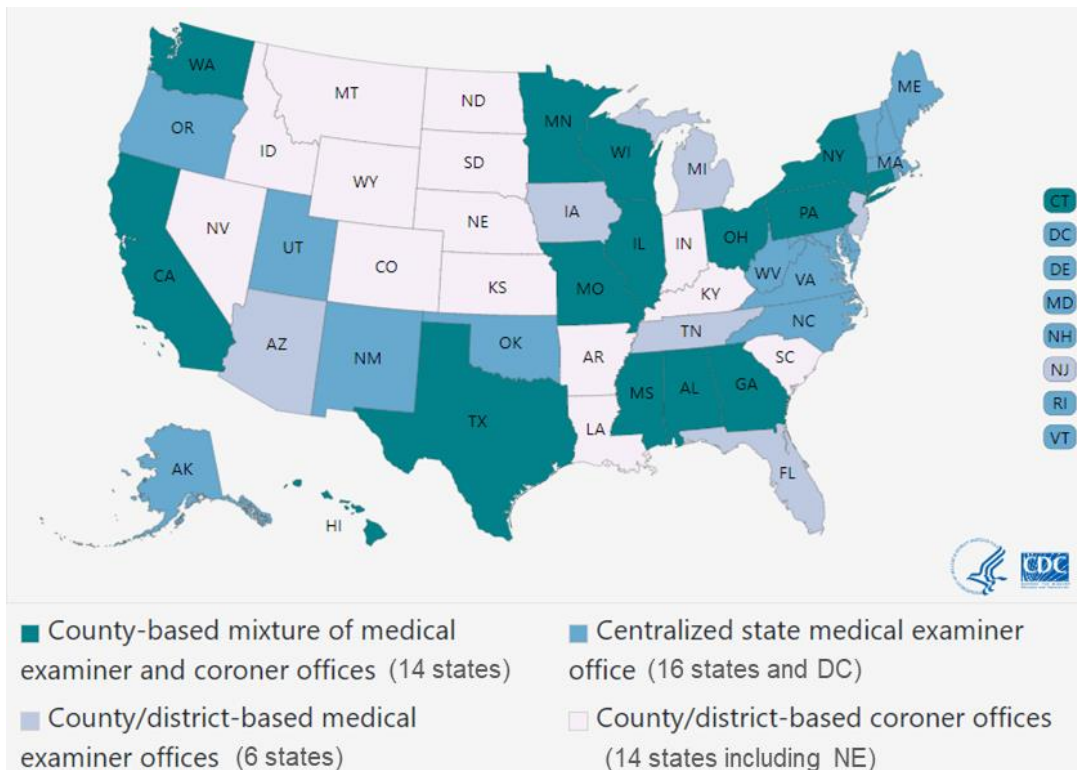 WA
MT
ND
MN
ME
OR
ID
SD
WI
MI
NY
MA
WY
NE
IA
PA
NV
UT
CO
KS
IL
IN
OH
WV
VA
CA
MO
KY
AZ
NM
OK
AR
TN
NC
SC
TX
LA
MS
AL
GA
AK
HI
FL
CT
DC
DE
MD
NH
NJ
RI
VT
CDC
County-based mixture of medical
examiner and coroner offices (14 states)
Centralized state medical examiner
office (16 states and DC)
County/district-based medical
examiner offices (6 states)
County/district-based coroner offices
(14 states including NE)